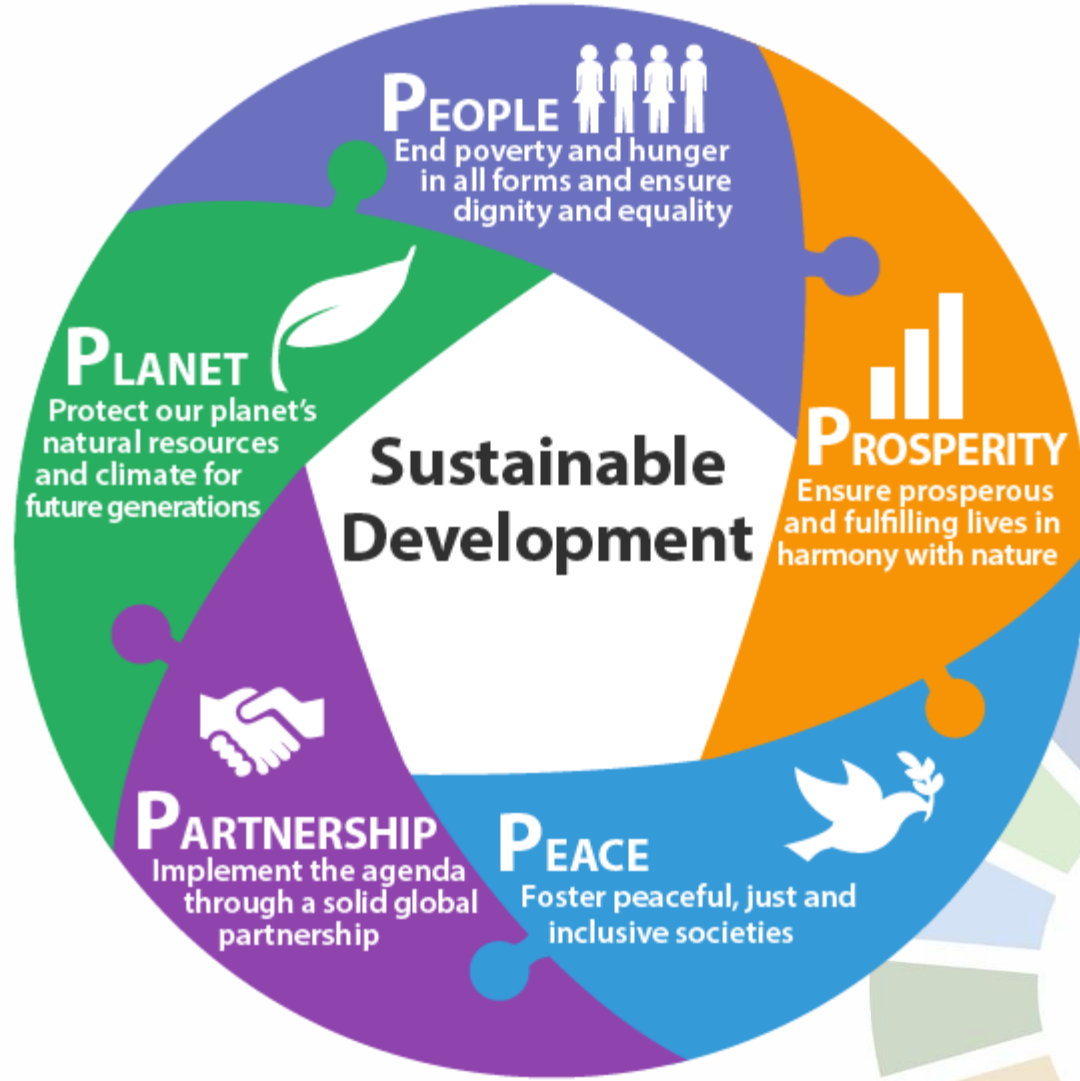 PEOPLE
End poverty and hunger
in all forms and ensure
dignity and equality
PROSPERITY
Ensure prosperous
and fulfilling lives in
harmony with nature
PEACE
Foster peaceful, just and
inclusive societies
PARTNERSHIP
Implement the agenda
through a solid global
partnership
PLANET
Protect our planet’s
natural resources
and climate for
future generations
Sustainable
Development